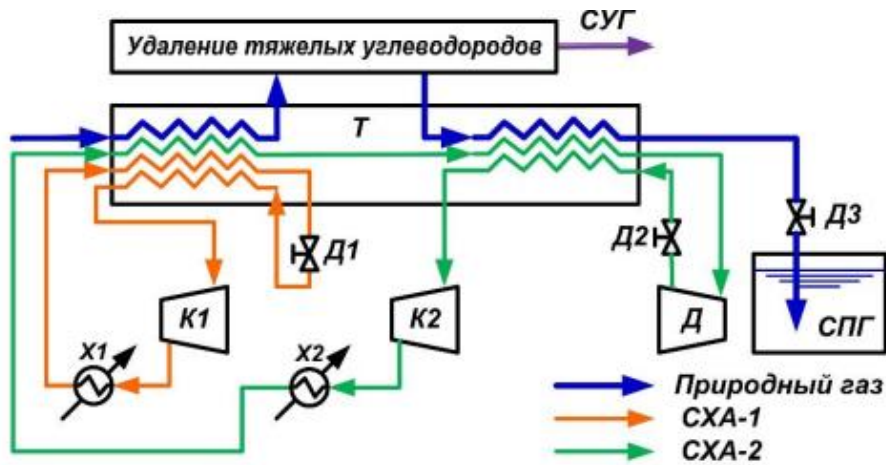 СУГ
Удаление тяжелых углеводородов
Т
Д1
Д2
Д3
К1
К2
Д
СПГ
Х1
Х2
Природный газ
СХА-1
СХА-2